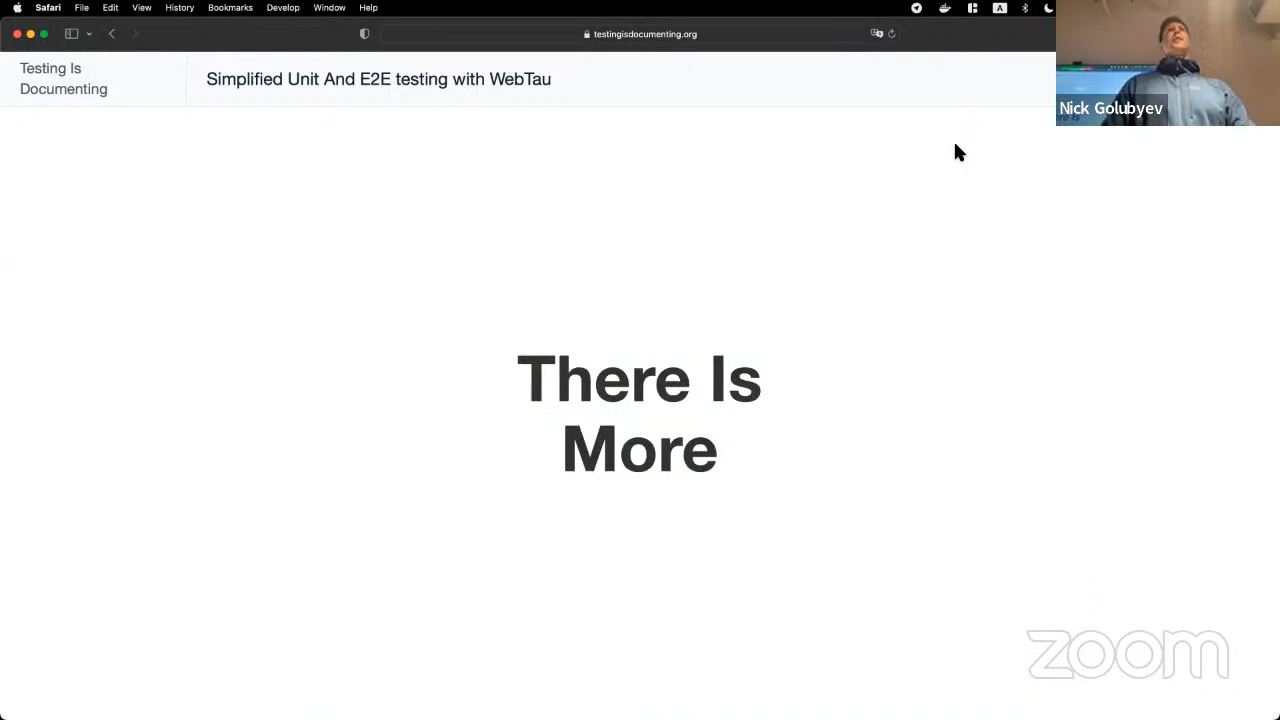 Safari File Edit View History Bookmarks Develop Window Help A
testingisdocumenting.org
Nick Golubyev
Testing Is
Documenting
Simplified Unit And E2E testing with WebTau
There Is
More
zoom